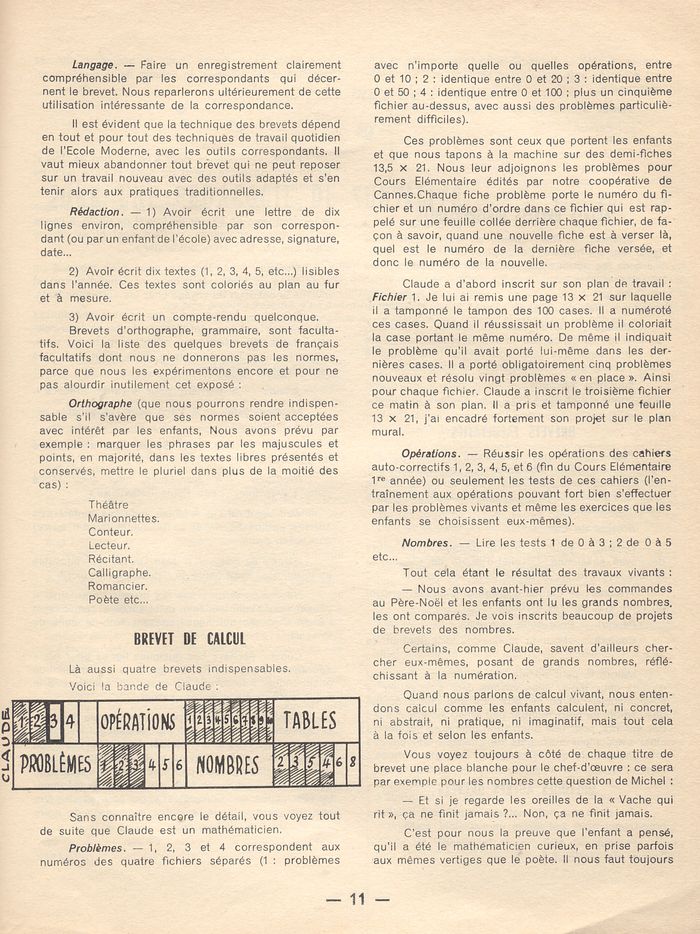 Langage. — Faire un enregistrement clairement
compréhensible par les correspondants qui décer-
nent le brevet. Nous reparlerons ultérieurement de cette
utilisation intéressante de la correspondance.
Il est évident que la technique des brevets dépend
en tout et pour tout des techniques de travail quotidien
de l'Ecole Moderne, avec les outils correspondants. Il
vaut mieux abandonner tout brevet qui ne peut reposer
sur un travail nouveau avec des outils adaptés et s'en
tenir alors aux pratiques traditionnelles.
Rédaction. — 1) Avoir écrit une lettre de dix
lignes environ, compréhensible par son correspon-
dant (ou par un enfant de l'école) avec adresse, signature,
date...
2) Avoir écrit dix textes (1, 2, 3, 4, 5, etc...) lisibles
dans l'année. Ces textes sont coloriés au plan au fur
et à mesure.
3) Avoir écrit un compte-rendu quelconque.
Brevets d'orthographe, grammaire, sont faculta-
tifs. Voici la liste des quelques brevets de français
facultatifs dont nous ne donnerons pas les normes,
parce que nous les expérimentons encore et pour ne
pas alourdir inutilement cet exposé :
Orthographe (que nous pourrons rendre indispen-
sable s'il s'avère que ses normes soient acceptées
avec intérêt par les enfants, Nous avons prévu par
exemple : marquer les phrases par les majuscules et
points, en majorité, dans les textes libres présentés et
conservés, mettre le pluriel dans plus de la moitié des
cas) :
Théâtre
Marionnettes.
Conteur.
Lecteur.
Récitant.
Calligraphe.
Romancier.
Poète etc...
BREVET DE CALCUL
Là aussi quatre brevets indispensables.
Voici la bande de Claude :
CLAUDE
1 2 3 4 OPÉRATIONS 1 2 3 4 5 6 7 8 9 10 TABLES
PROBLÈMES 1 2 3 4 5 6 NOMBRES 2 3 5 4 6 8
Sans connaître encore le détail, vous voyez tout
de suite que Claude est un mathématicien.
Problèmes. — 1, 2, 3 et 4 correspondent aux
numéros des quatre fichiers séparés (1 : problèmes
avec n'importe quelle ou quelles opérations, entre
0 et 10 ; 2 : identique entre 0 et 20 ; 3 : identique entre
0 et 50 ; 4 : identique entre 0 et 100 ; plus un cinquième
fichier au-dessus, avec aussi des problèmes particuliè-
rement difficiles).
Ces problèmes sont ceux que portent les enfants
et que nous tapons à la machine sur des demi-fiches
13,5 × 21. Nous leur adjoignons les problèmes pour
Cours Elémentaire édités par notre coopérative de
Cannes.Chaque fiche problème porte le numéro du fi-
chier et un numéro d'ordre dans ce fichier qui est rap-
pelé sur une feuille collée derrière chaque fichier, de fa-
çon à savoir, quand une nouvelle fiche est à verser là,
quel est le numéro de la dernière fiche versée, et
donc le numéro de la nouvelle.
Claude a d'abord inscrit sur son plan de travail :
Fichier 1. Je lui ai remis une page 13 × 21 sur laquelle
il a tamponné le tampon des 100 cases. Il a numéroté
ces cases. Quand il réussissait un problème il coloriait
la case portant le même numéro. De même il indiquait
le problème qu'il avait porté lui-même dans les der-
nières cases. Il a porté obligatoirement cinq problèmes
nouveaux et résolu vingt problèmes « en place ». Ainsi
pour chaque fichier. Claude a inscrit le troisième fichier
ce matin à son plan. Il a pris et tamponné une feuille
13 × 21, j'ai encadré fortement son projet sur le plan
mural.
Opérations. — Réussir les opérations des cahiers
auto-correctifs 1, 2, 3, 4, 5, et 6 (fin du Cours Elémentaire
1re année) ou seulement les tests de ces cahiers (l'en-
traînement aux opérations pouvant fort bien s'effectuer
par les problèmes vivants et même les exercices que les
enfants se choisissent eux-mêmes).
Nombres. — Lire les tests 1 de 0 à 3 ; 2 de 0 à 5
etc...
Tout cela étant le résultat des travaux vivants :
— Nous avons avant-hier prévu les commandes
au Père-Noël et les enfants ont lu les grands nombres,
les ont comparés. Je vois inscrits beaucoup de projets
de brevets des nombres.
Certains, comme Claude, savent d'ailleurs cher-
cher eux-mêmes, posant de grands nombres, réflé-
chissant à la numération.
Quand nous parlons de calcul vivant, nous enten-
dons calcul comme les enfants calculent, ni concret,
ni abstrait, ni pratique, ni imaginatif, mais tout cela
à la fois et selon les enfants.
Vous voyez toujours à côté de chaque titre de
brevet une place blanche pour le chef-d'œuvre : ce sera
par exemple pour les nombres cette question de Michel :
— Et si je regarde les oreilles de la « Vache qui
rit », ça ne finit jamais ?... Non, ça ne finit jamais.
C'est pour nous la preuve que l'enfant a pensé,
qu'il a été le mathématicien curieux, en prise parfois
aux mêmes vertiges que le poète. Il nous faut toujours
— 11 —